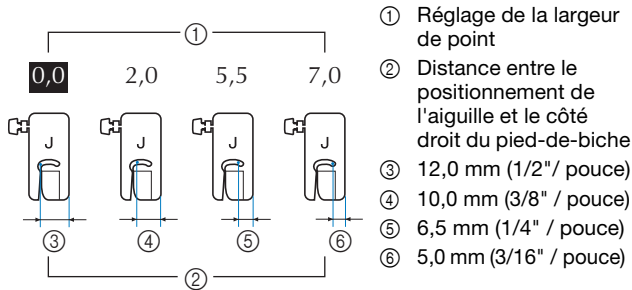 ①
0,0 2,0 5,5 7,0
J J J J
③ ④ ⑤ ⑥
②
① Réglage de la largeur
de point
② Distance entre le
positionnement de
l'aiguille et le côté
droit du pied-de-biche
③ 12,0 mm (1/2"/ pouce)
④ 10,0 mm (3/8" / pouce)
⑤ 6,5 mm (1/4" / pouce)
⑥ 5,0 mm (3/16" / pouce)